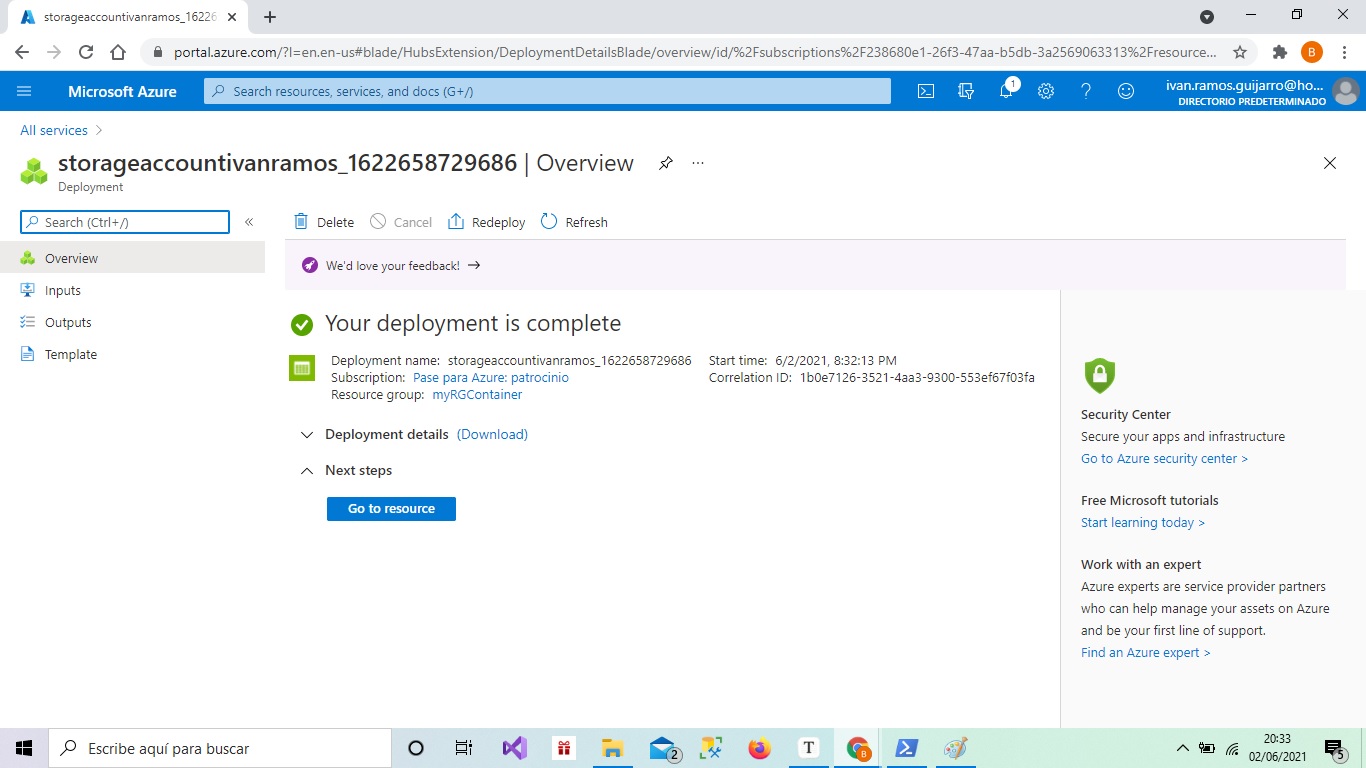 storageaccountivanramos_16226
portal.azure.com/?l=en.en-us#blade/HubsExtension/DeploymentDetailsBlade/overview/id/%2Fsubscriptions%2F238680e1-26f3-47aa-b5db-3a2569063313%2Fresource...
B
Microsoft Azure
Search resources, services, and docs (G+/)
1
ivan.ramos.guijarro@ho...
DIRECTORIO PREDETERMINADO
All services
storageaccountivanramos_1622658729686 | Overview
Deployment
Search (Ctrl+/)
Delete
Cancel
Redeploy
Refresh
Overview
Inputs
Outputs
Template
We'd love your feedback!
Your deployment is complete
Deployment name: storageaccountivanramos_1622658729686
Subscription: Pase para Azure: patrocinio
Resource group: myRGContainer
Start time: 6/2/2021, 8:32:13 PM
Correlation ID: 1b0e7126-3521-4aa3-9300-553ef67f03fa
Deployment details (Download)
Next steps
Go to resource
Security Center
Secure your apps and infrastructure
Go to Azure security center >
Free Microsoft tutorials
Start learning today >
Work with an expert
Azure experts are service provider partners
who can help manage your assets on Azure
and be your first line of support.
Find an Azure expert >
Escribe aquí para buscar
2
T
B
20:33
02/06/2021
5